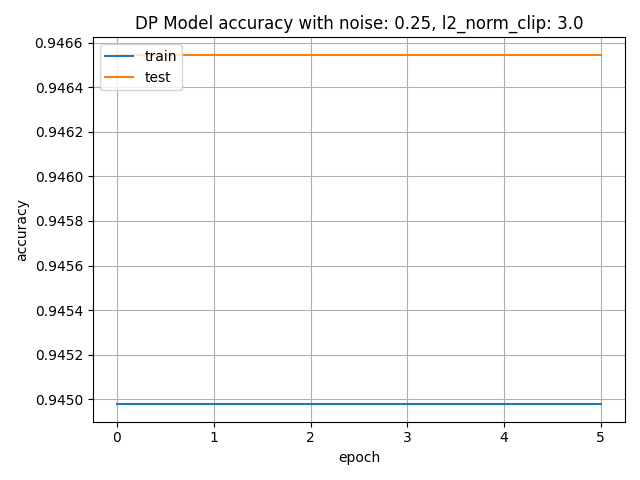 DP Model accuracy with noise: 0.25, l2_norm_clip: 3.0
train
test
0.9466
0.9464
0.9462
0.9460
0.9458
0.9456
0.9454
0.9452
0.9450
accuracy
0 1 2 3 4 5
epoch